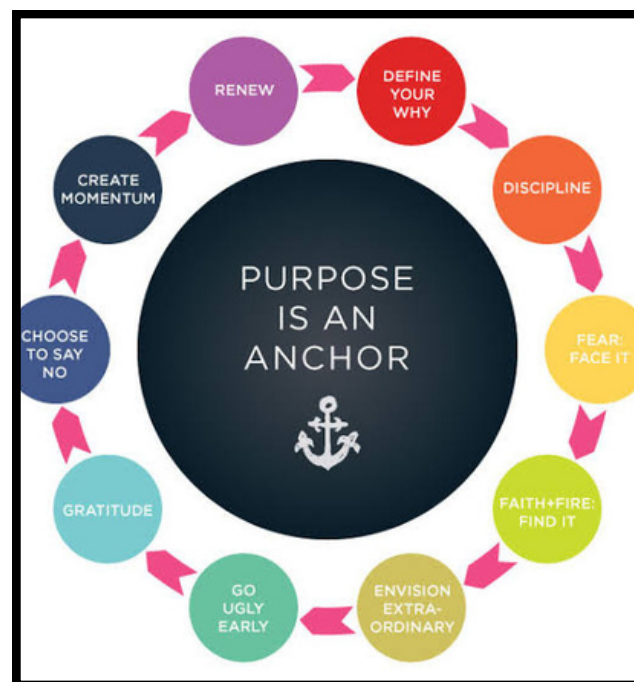 PURPOSE
IS AN
ANCHOR
DEFINE
YOUR
WHY
DISCIPLINE
FEAR:
FACE IT
FAITH+FIRE:
FIND IT
ENVISION
EXTRA-
ORDINARY
GO
UGLY
EARLY
GRATITUDE
CHOOSE
TO SAY
NO
CREATE
MOMENTUM
RENEW